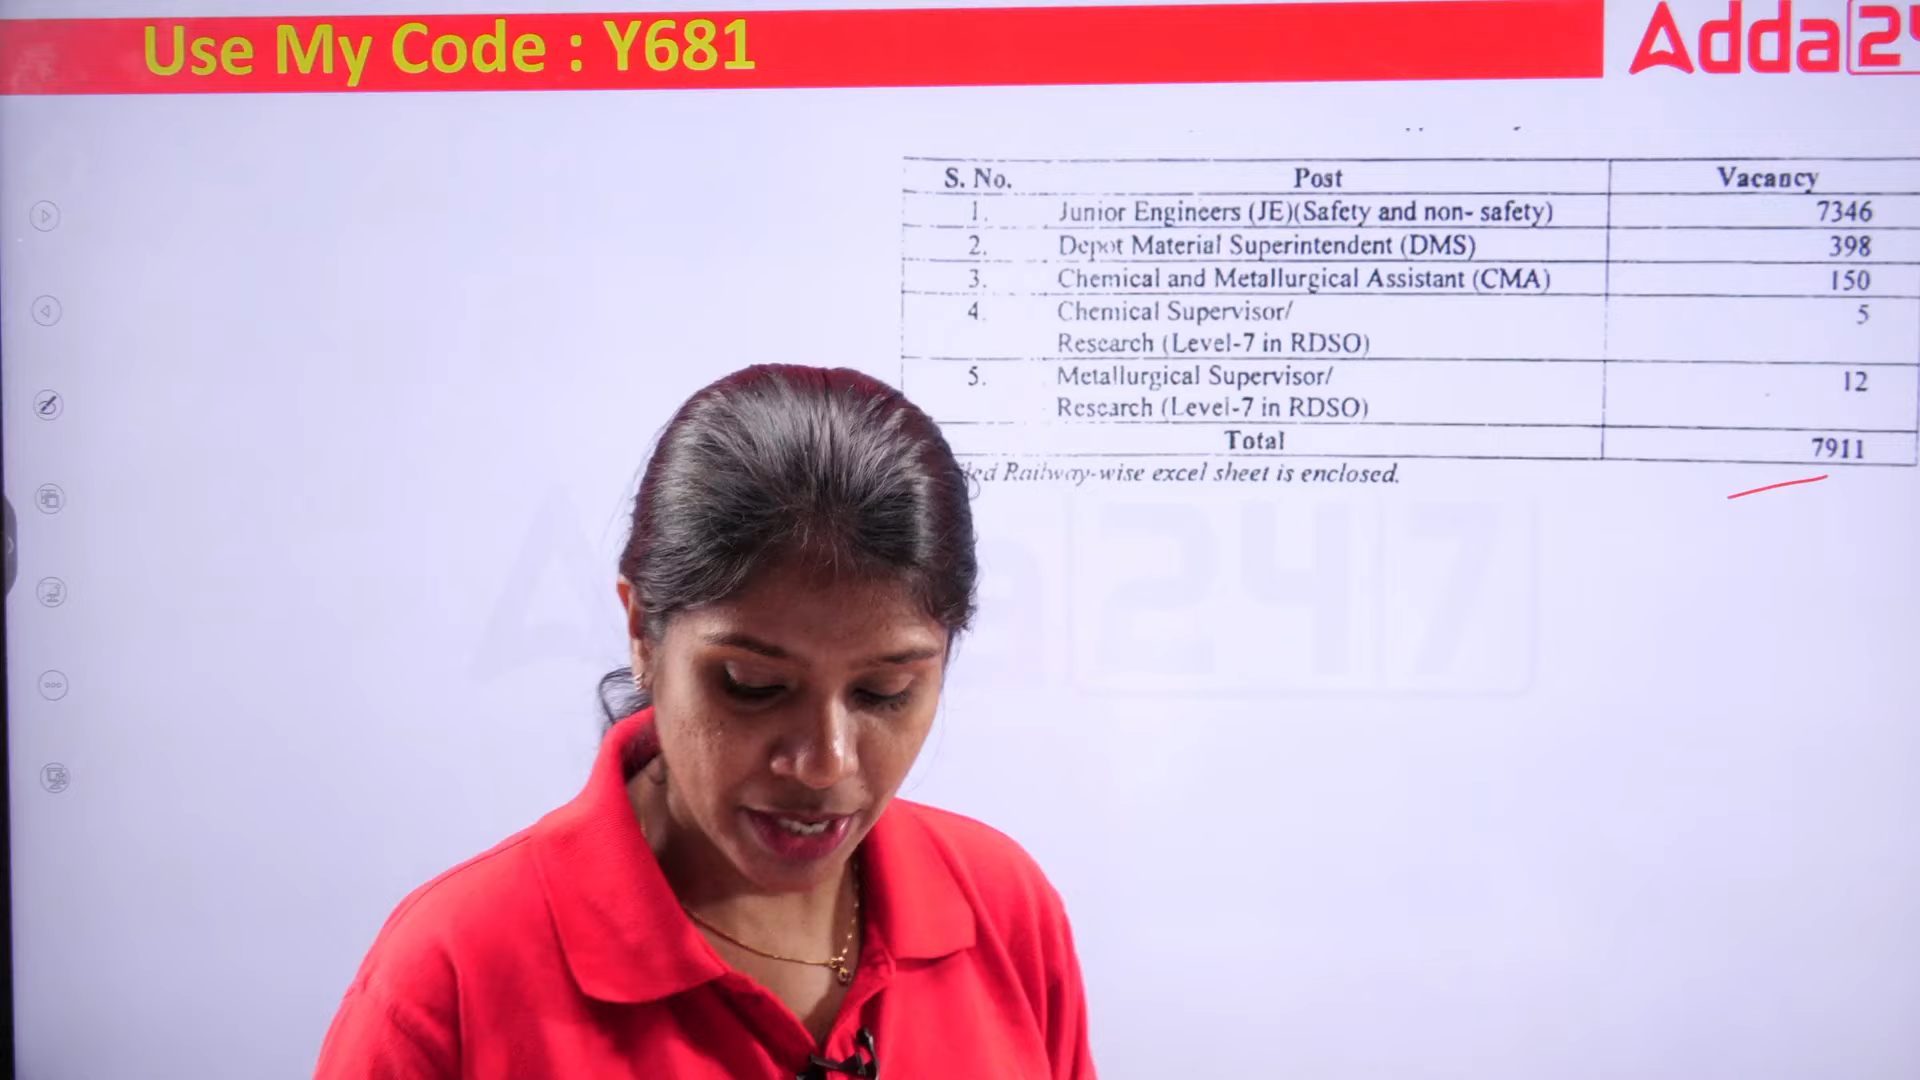 Use My Code : Y681
Adda 24
S. No. Post Vacancy
1. Junior Engineers (JE)(Safety and non- safety) 7346
2. Depot Material Superintendent (DMS) 398
3. Chemical and Metallurgical Assistant (CMA) 150
4. Chemical Supervisor/ 5
Research (Level-7 in RDSO)
5. Metallurgical Supervisor/ 12
Research (Level-7 in RDSO)
Total 7911
Railway-wise excel sheet is enclosed.
a 247